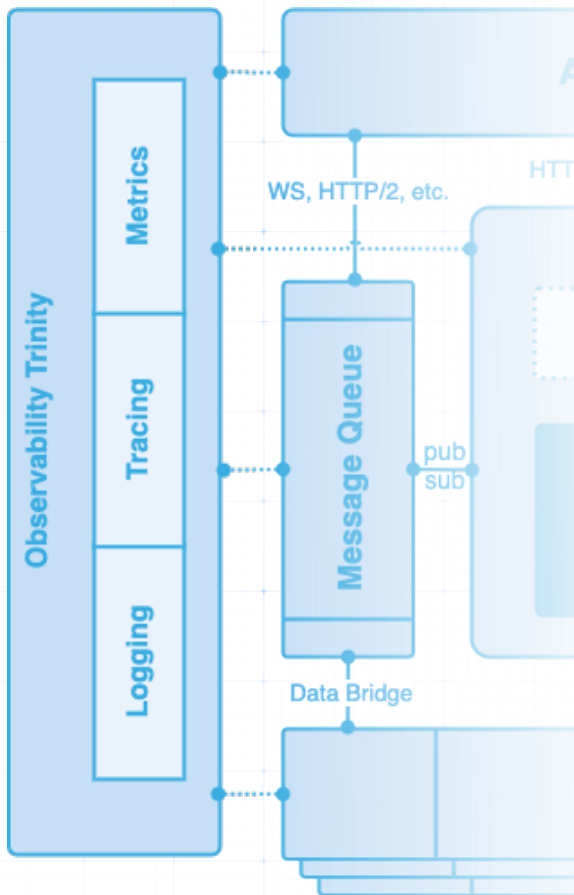 Observability Trinity
Metrics
Tracing
Logging
WS, HTTP/2, etc.
Message Queue
pub
sub
Data Bridge